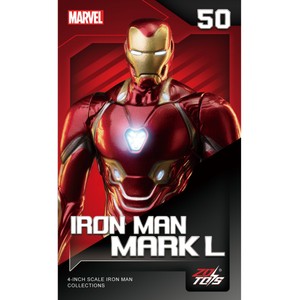 MARVEL
50
IRON MAN
MARK L
4-INCH SCALE IRON MAN
COLLECTIONS
ZD
TOYS